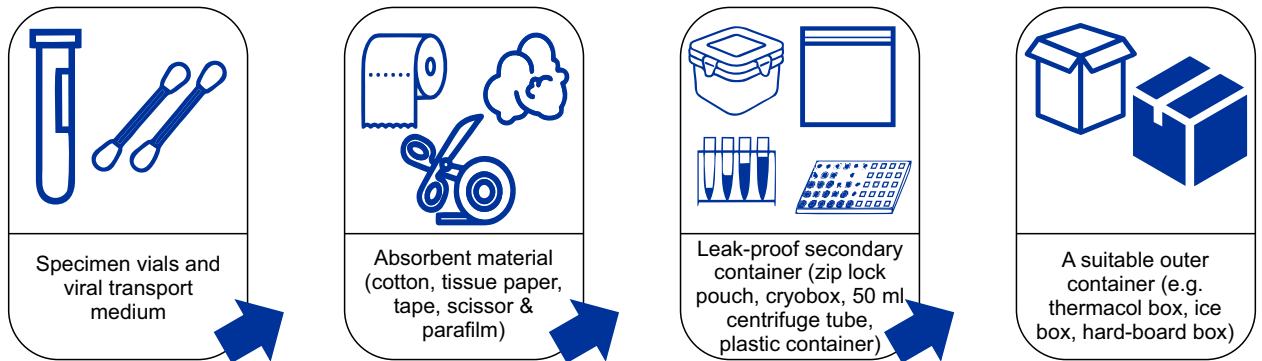 Specimen vials and
viral transport
medium
Absorbent material
(cotton, tissue paper,
tape, scissor &
parafilm)
Leak-proof secondary
container (zip lock
pouch, cryobox, 50 ml
centrifuge tube,
plastic container)
A suitable outer
container (e.g.
thermacol box, ice
box, hard-board box)